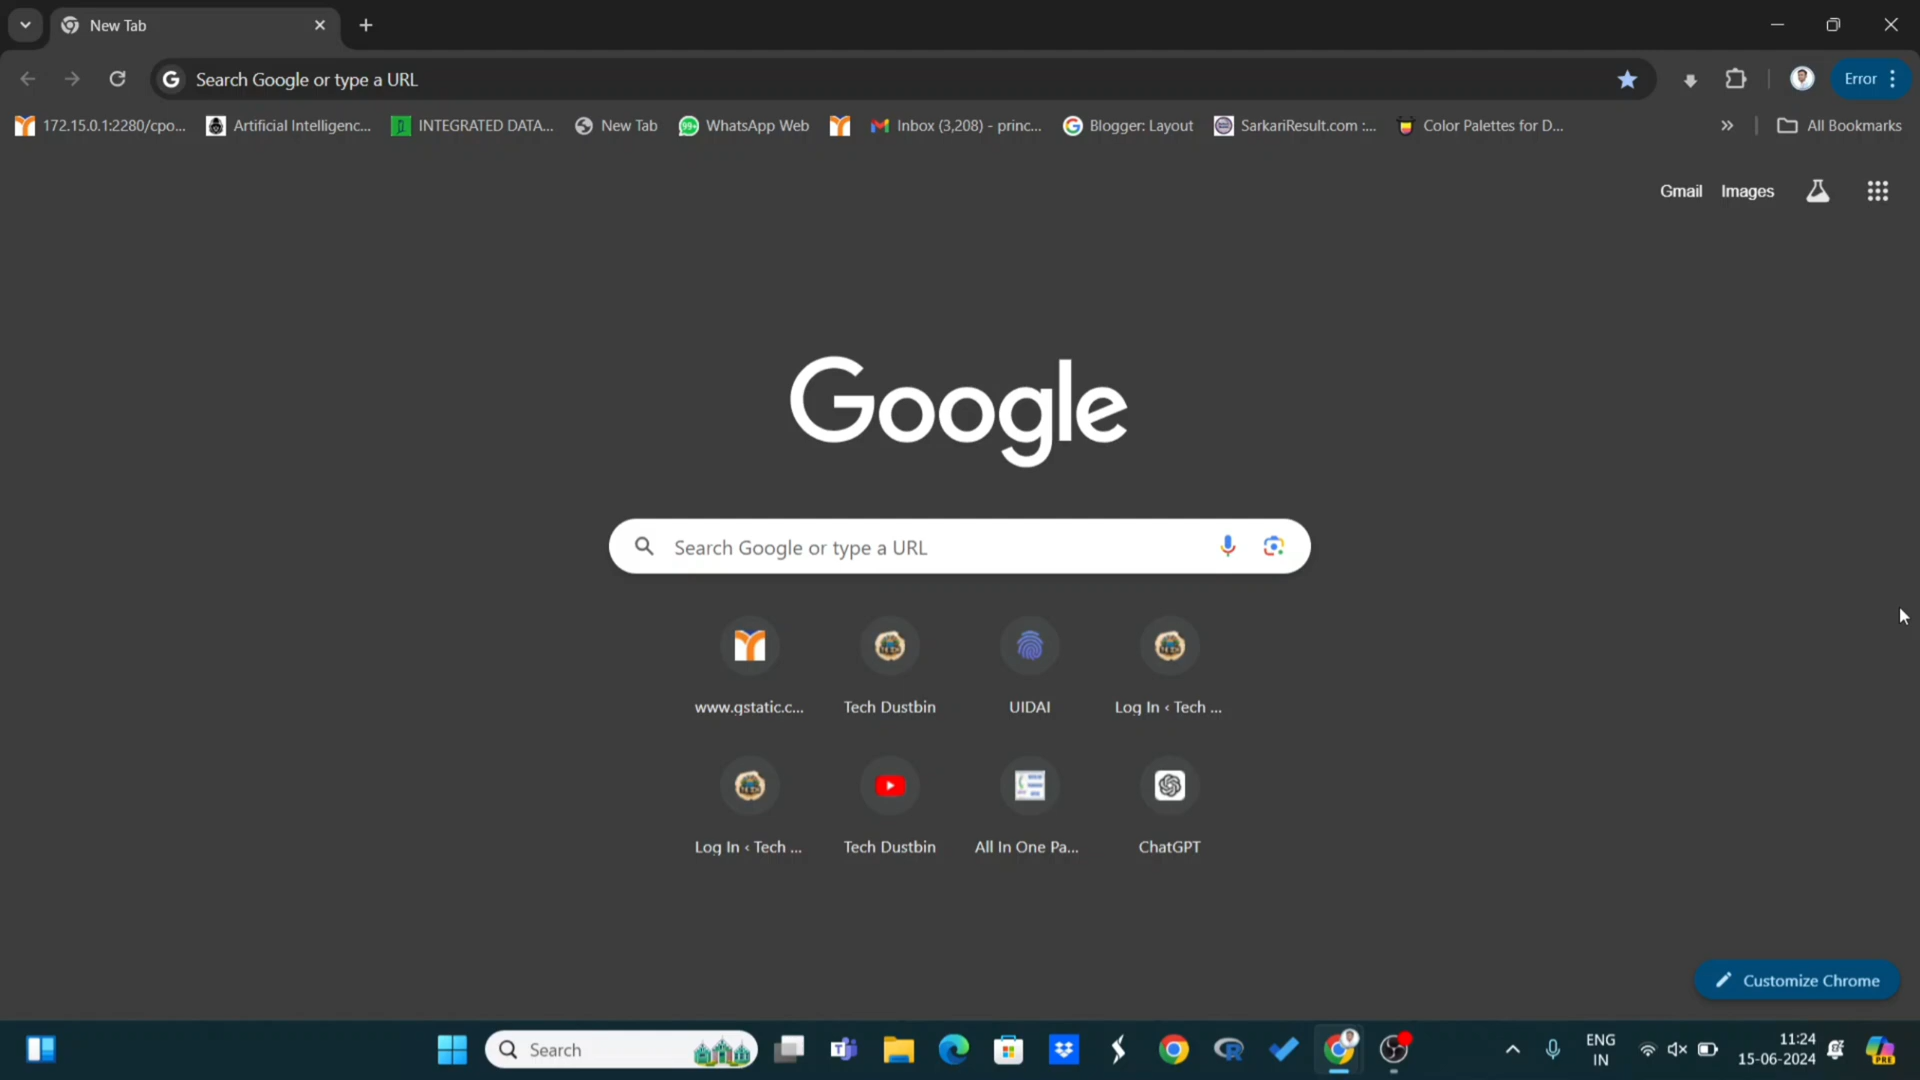 New Tab
Search Google or type a URL
Error
172.15.0.1:2280/cpo...
Artificial Intelligenc...
INTEGRATED DATA...
New Tab
99+
WhatsApp Web
Inbox (3,208) - princ...
Blogger: Layout
SarkariResult.com :...
Color Palettes for D...
All Bookmarks
Gmail
Images
Google
Search Google or type a URL
www.gstatic.c...
Tech Dustbin
UIDAI
Log In ‹ Tech ...
Log In ‹ Tech ...
Tech Dustbin
All In One Pa...
ChatGPT
Customize Chrome
Search
ENG
IN
11:24
15-06-2024
PRE